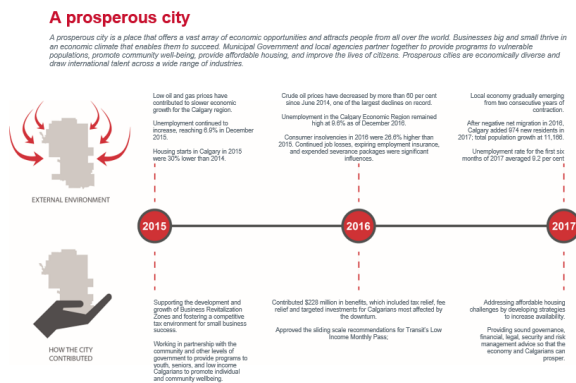 A prosperous city
A prosperous city is a place that offers a vast array of economic opportunities and attracts people from all over the world. Businesses big and small thrive in
an economic climate that enables them to succeed. Municipal Government and local agencies partner together to provide programs to vulnerable
populations, promote community well-being, provide affordable housing, and improve the lives of citizens. Prosperous cities are economically diverse and
draw international talent across a wide range of industries.
EXTERNAL ENVIRONMENT
Low oil and gas prices have
contributed to slower economic
growth for the Calgary region.
Unemployment continued to
increase, reaching 6.9% in December
2015.
Housing starts in Calgary in 2015
were 30% lower than 2014.
Crude oil prices have decreased by more than 60 per cent
since June 2014, one of the largest declines on record.
Unemployment in the Calgary Economic Region remained
high at 9.6% as of December 2016.
Consumer insolvencies in 2016 were 26.6% higher than
2015. Continued job losses, expiring employment insurance,
and expended severance packages were significant
influences.
Local economy gradually emerging
from two consecutive years of
contraction.
After negative net migration in 2016,
Calgary added 974 new residents in
2017; total population growth at 11,166.
Unemployment rate for the first six
months of 2017 averaged 9.2 per cent
2015
2016
2017
HOW THE CITY
CONTRIBUTED
Supporting the development and
growth of Business Revitalization
Zones and fostering a competitive
tax environment for small business
success.
Working in partnership with the
community and other levels of
government to provide programs to
youth, seniors, and low income
Calgarians to promote individual
and community wellbeing.
Contributed $228 million in benefits, which included tax relief, fee
relief and targeted investments for Calgarians most affected by
the downturn.
Approved the sliding scale recommendations for Transit's Low
Income Monthly Pass;
Addressing affordable housing
challenges by developing strategies
to increase availability.
Providing sound governance,
financial, legal, security and risk
management advice so that the
economy and Calgarians can
prosper.